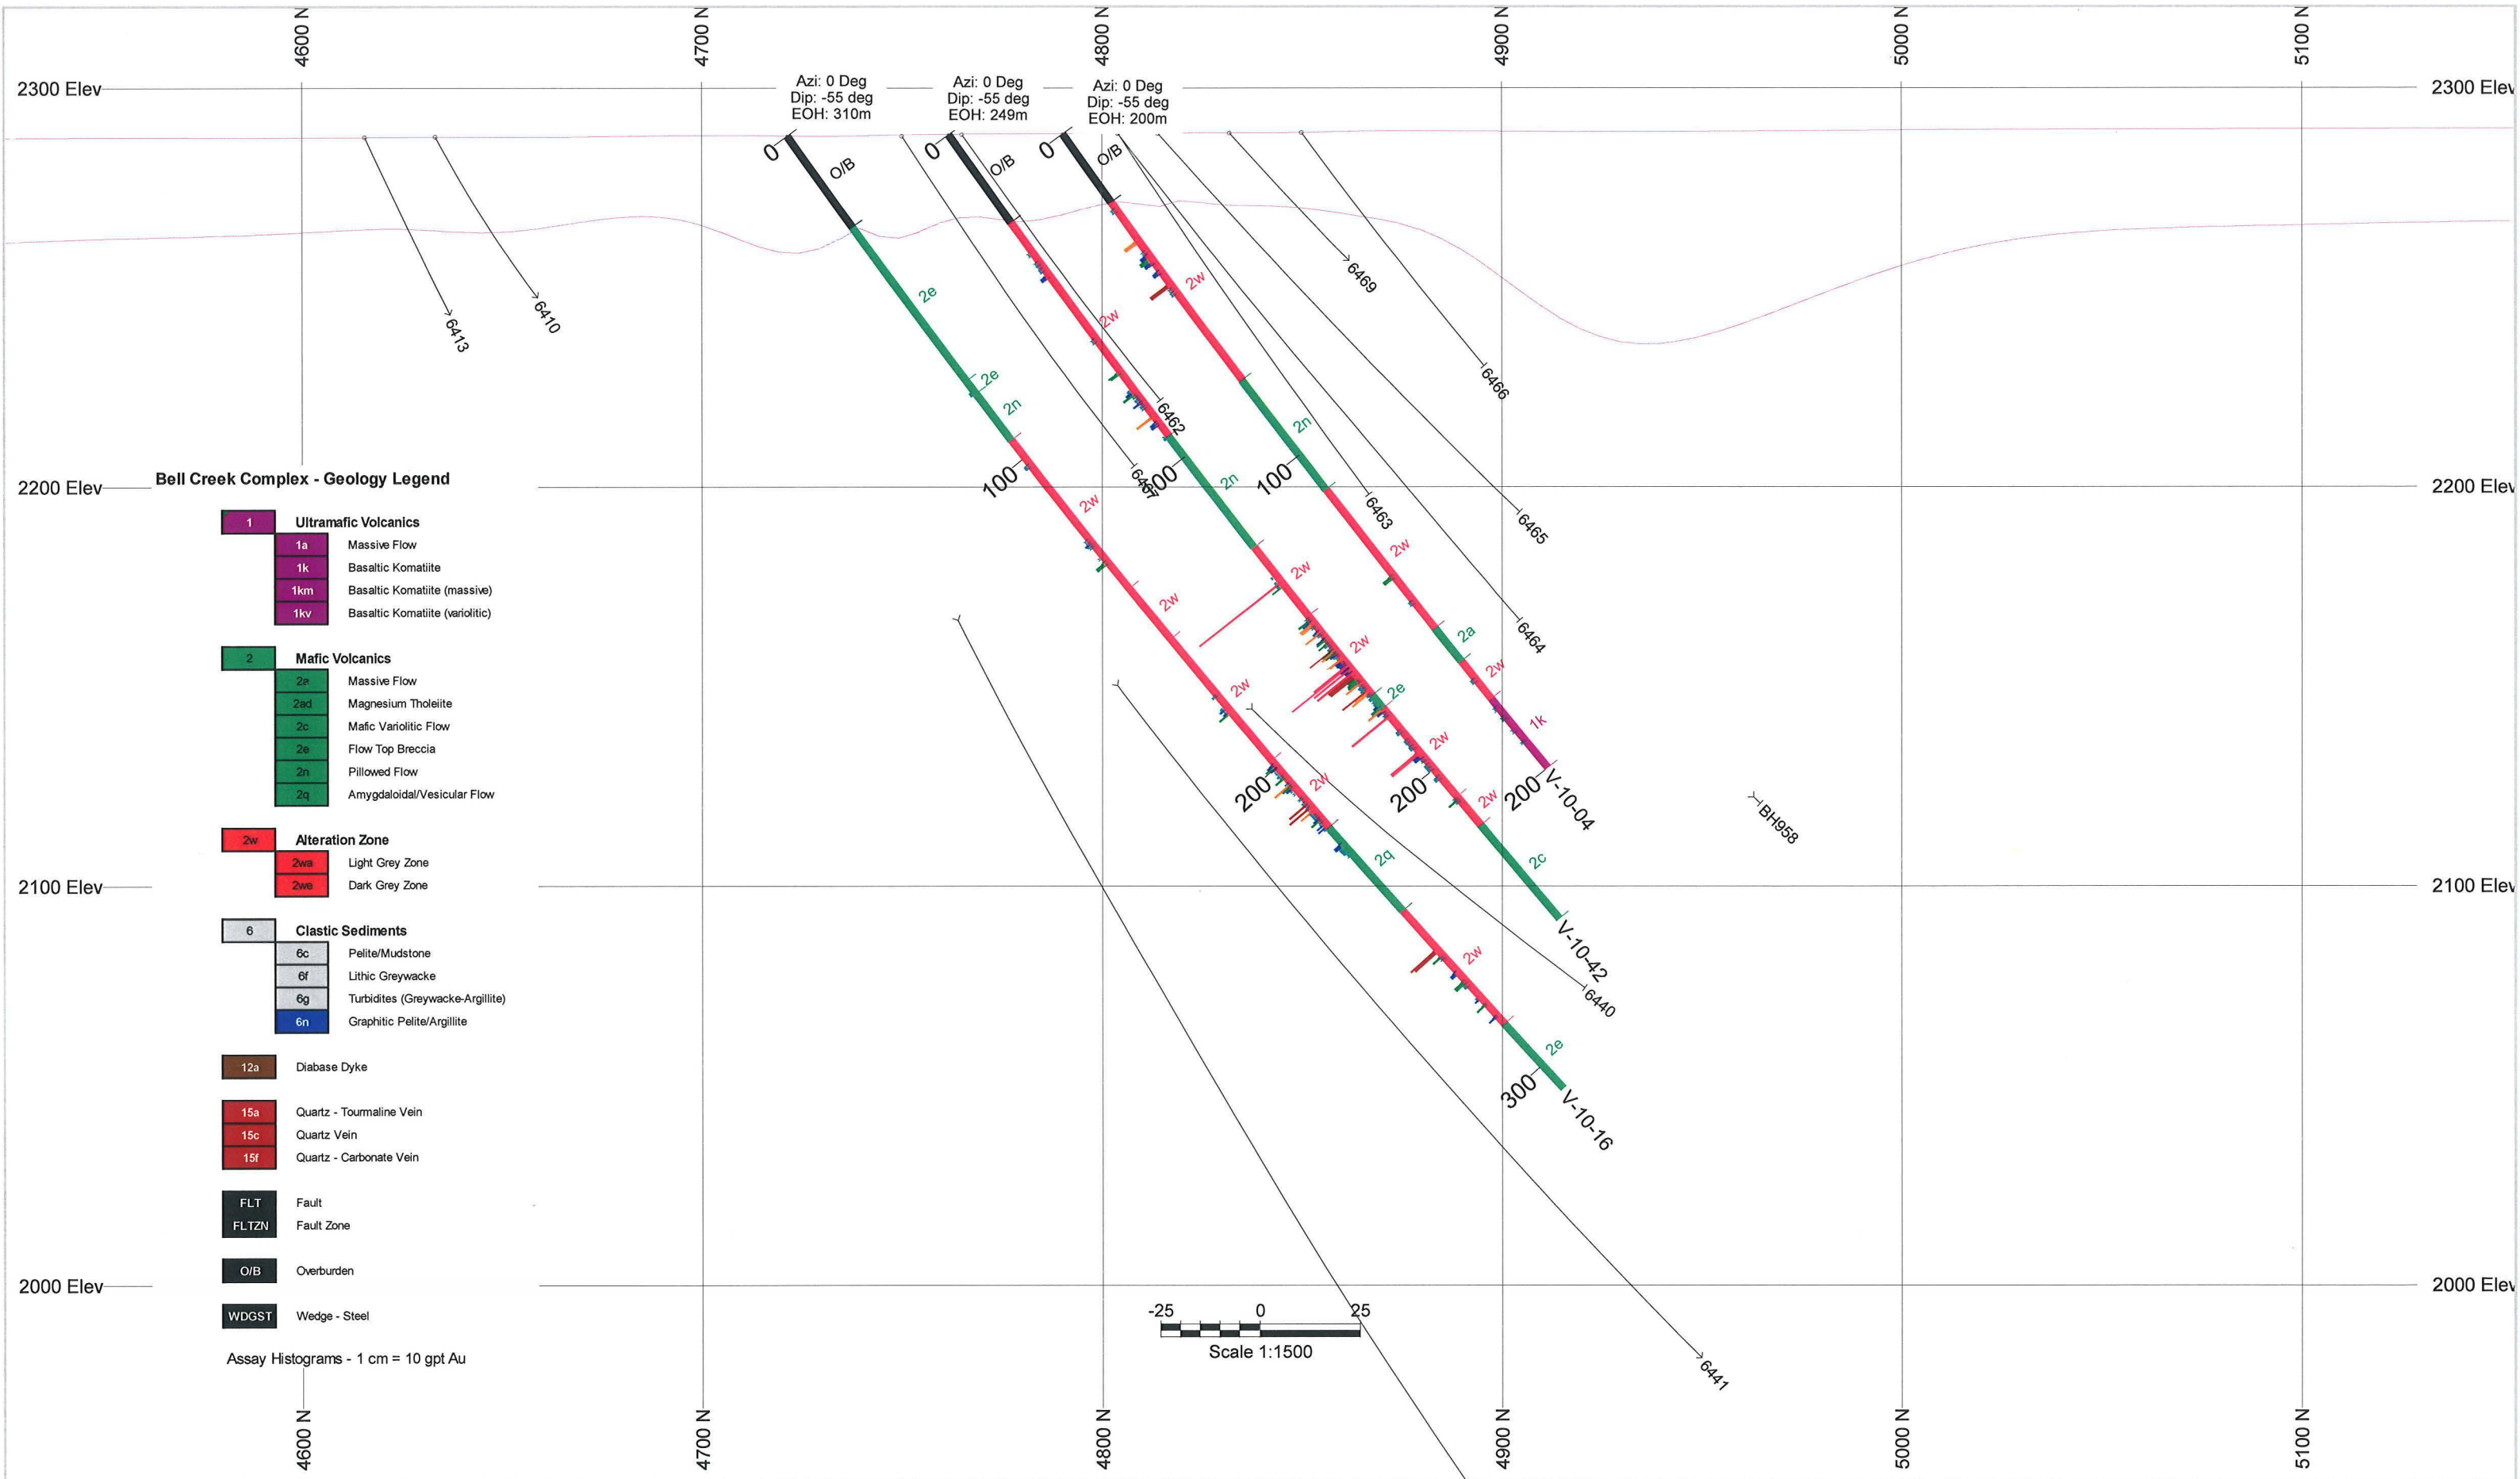 4600 N
4700 N
4800 N
4900 N
5000 N
5100 N
2300 Elev
2300 Elev
Azi: 0 Deg
Dip: -55 deg
EOH: 310m
Azi: 0 Deg
Dip: -55 deg
EOH: 249m
Azi: 0 Deg
Dip: -55 deg
EOH: 200m
0
O/B
0
O/B
0
O/B
6413
6410
6469
6466
2e
2w
2w
2e
2n
6462
2n
2w
100
6467
100
2n
100
6463
6465
2200 Elev
2200 Elev
2w
2w
2w
6464
2w
2w
2a
2w
2w
2e
1k
2w
200
2w
200
2w
200
V-10-04
BH958
2q
2c
V-10-42
2w
6440
2e
300
V-10-16
2100 Elev
2100 Elev
Bell Creek Complex - Geology Legend
1 Ultramafic Volcanics
1a Massive Flow
1k Basaltic Komatiite
1km Basaltic Komatiite (massive)
1kv Basaltic Komatiite (variolitic)
2 Mafic Volcanics
2a Massive Flow
2ad Magnesium Tholeiite
2c Mafic Variolitic Flow
2e Flow Top Breccia
2n Pillowed Flow
2q Amygdaloidal/Vesicular Flow
2w Alteration Zone
2wa Light Grey Zone
2we Dark Grey Zone
6 Clastic Sediments
6c Pelite/Mudstone
6f Lithic Greywacke
6g Turbidites (Greywacke-Argillite)
6n Graphitic Pelite/Argillite
12a Diabase Dyke
15a Quartz - Tourmaline Vein
15c Quartz Vein
15f Quartz - Carbonate Vein
FLT Fault
FLTZN Fault Zone
O/B Overburden
WDGST Wedge - Steel
Assay Histograms - 1 cm = 10 gpt Au
2000 Elev
2000 Elev
-25 0 25
Scale 1:1500
6441
4600 N
4700 N
4800 N
4900 N
5000 N
5100 N